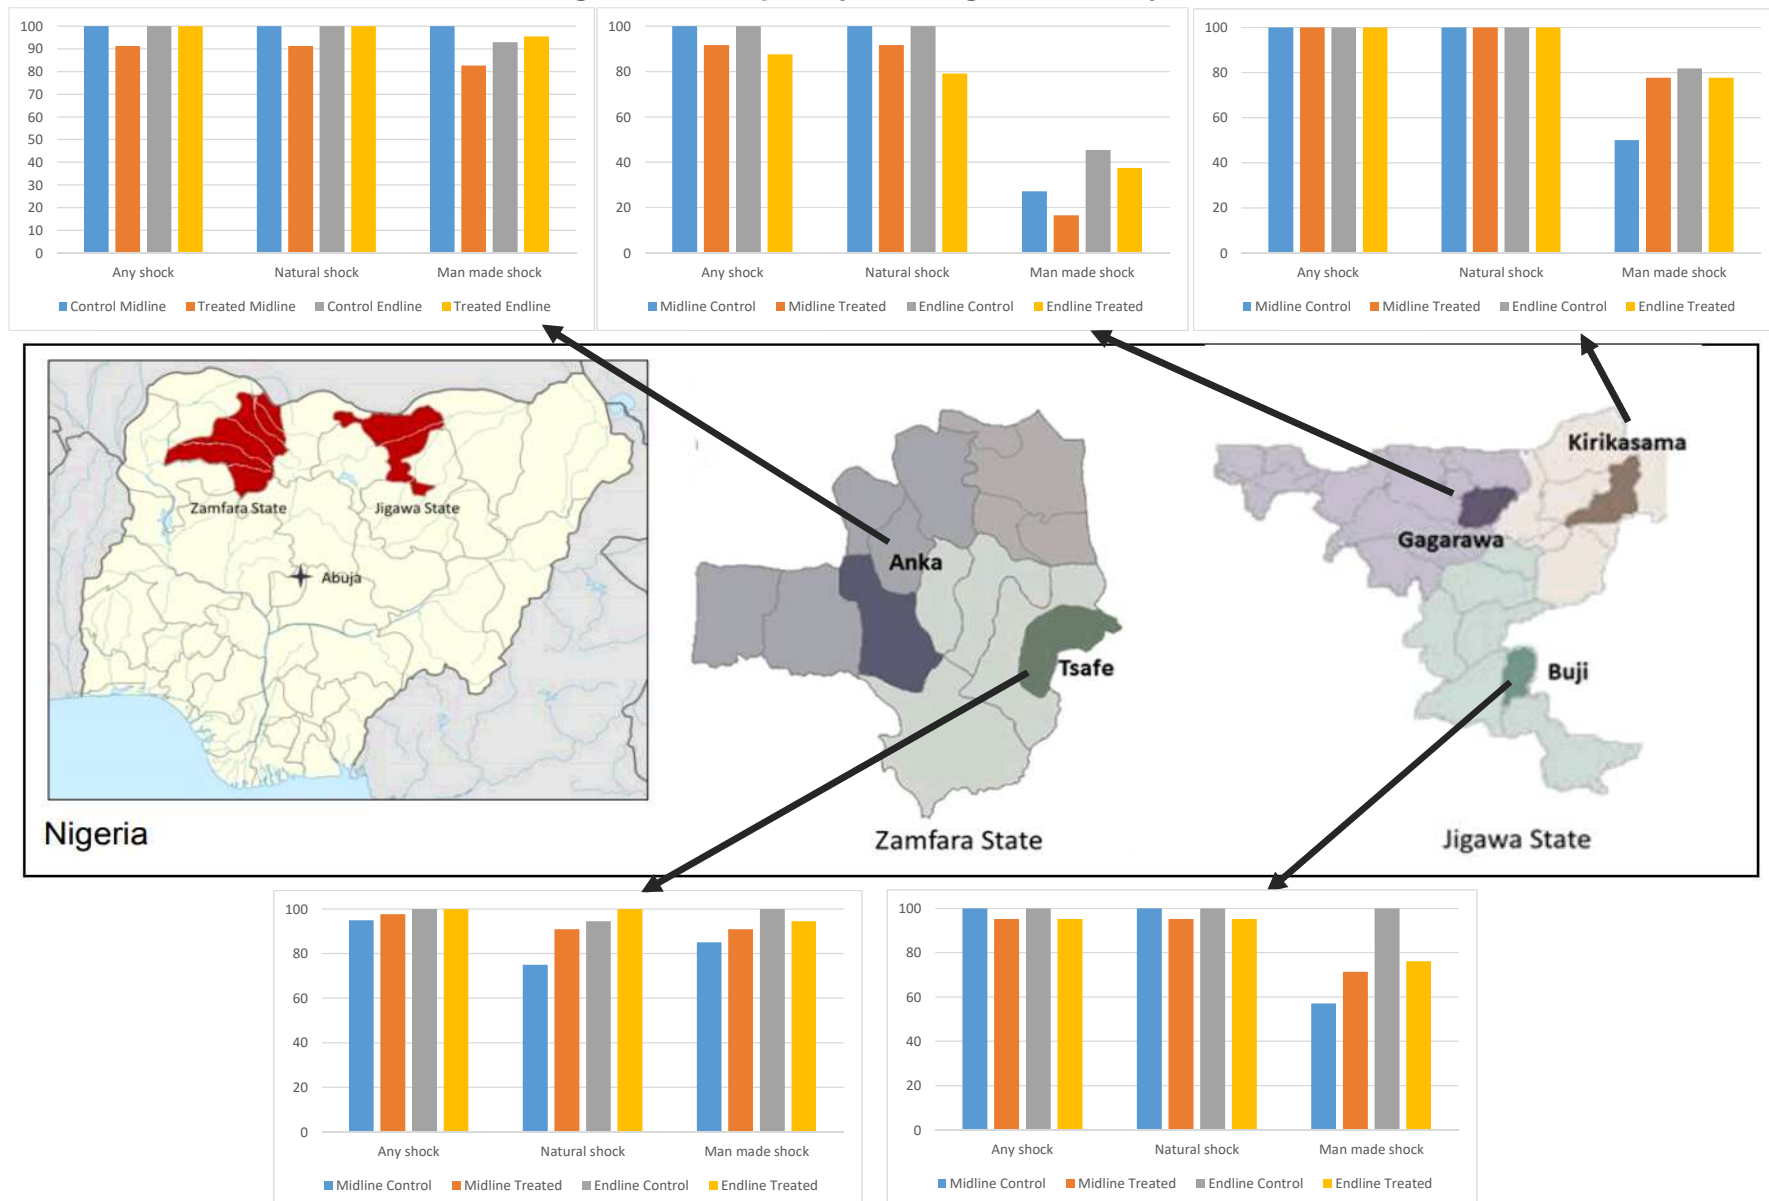 100
90
80
70
60
50
40
30
20
10
0
Any shock Natural shock Man made shock
Control Midline Treated Midline Control Endline Treated Endline
100
80
60
40
20
0
Any shock Natural shock Man made shock
Midline Control Midline Treated Endline Control Endline Treated
100
80
60
40
20
0
Any shock Natural shock Man made shock
Midline Control Midline Treated Endline Control Endline Treated
Zamfara State
Jigawa State
Abuja
Nigeria
Anka
Tsafe
Zamfara State
Kirikasama
Gagarawa
Buji
Jigawa State
100
80
60
40
20
0
Any shock Natural shock Man made shock
Midline Control Midline Treated Endline Control Endline Treated
100
80
60
40
20
0
Any shock Natural shock Man made shock
Midline Control Midline Treated Endline Control Endline Treated